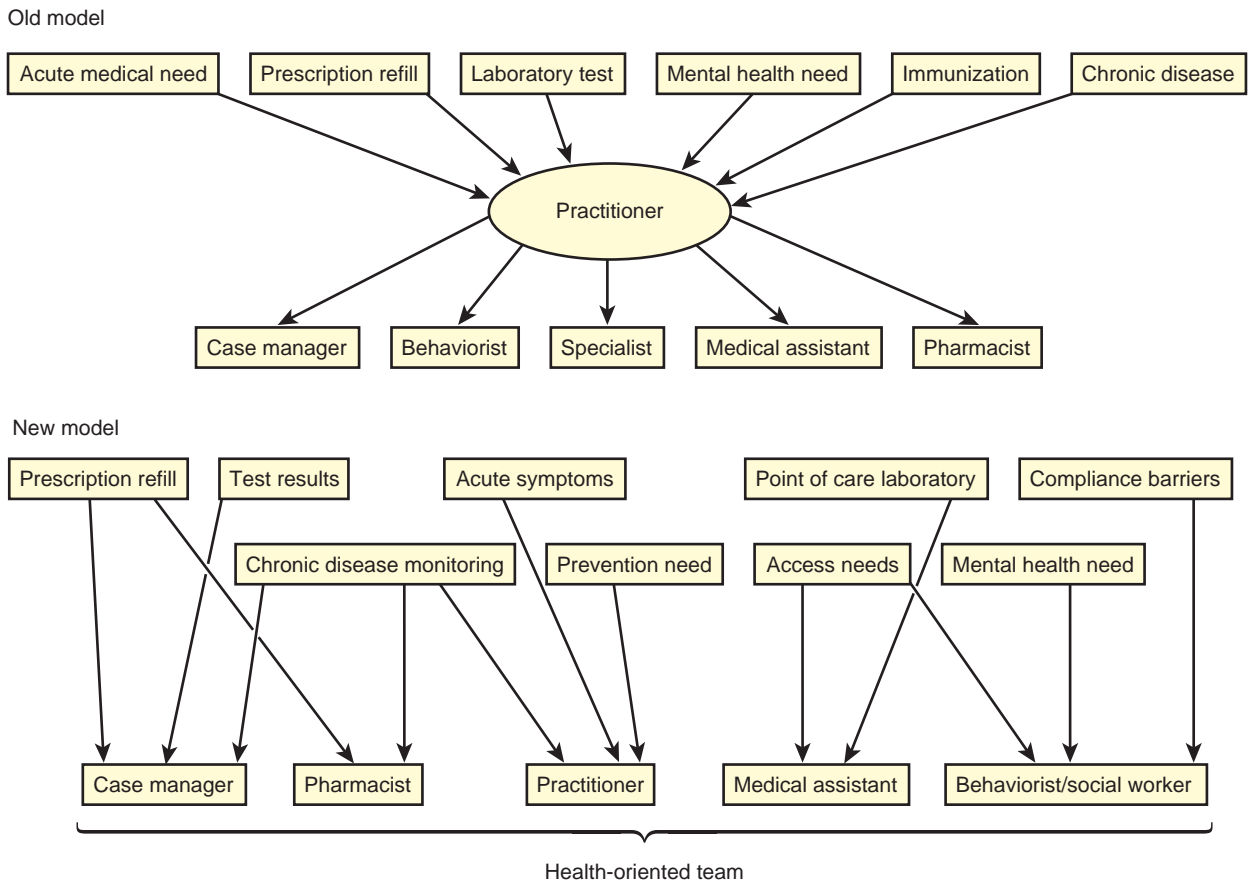 Old model
Acute medical need
Prescription refill
Laboratory test
Mental health need
Immunization
Chronic disease
Practitioner
Case manager
Behaviorist
Specialist
Medical assistant
Pharmacist
New model
Prescription refill
Test results
Acute symptoms
Point of care laboratory
Compliance barriers
Chronic disease monitoring
Prevention need
Access needs
Mental health need
Case manager
Pharmacist
Practitioner
Medical assistant
Behaviorist/social worker
Health-oriented team